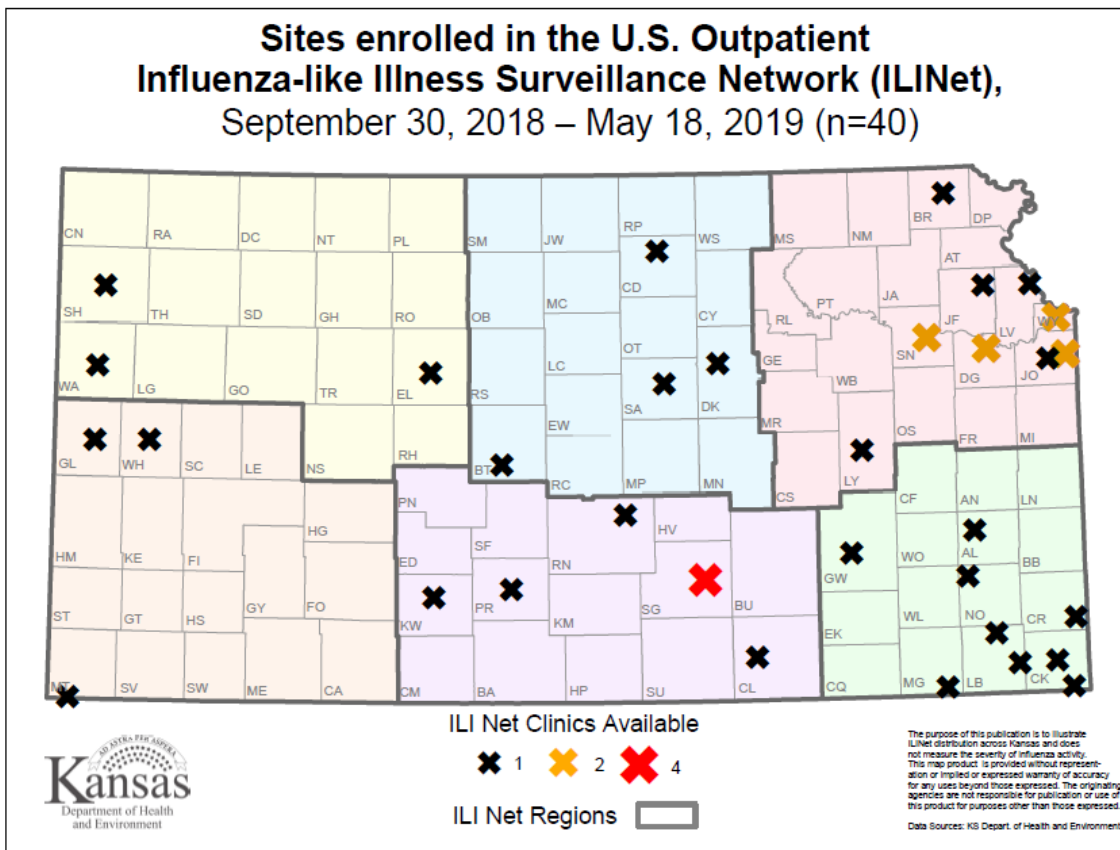 Sites enrolled in the U.S. Outpatient
Influenza-like Illness Surveillance Network (ILINet),
September 30, 2018 – May 18, 2019 (n=40)
CN RA DC NT PL SM JW RP WS MS NM BR DP
SH TH SD GH RO OB MC CD CY RL PT JA AT JF LV WY
WA LG GO TR EL RS LC OT SA DK GE WB SN DG JO
GL WH SC LE NS RH BT EW RC MP MN MR CS LY OS FR MI
HM KE FI HG PN ED SF RN HV CF AN LN
ST GT HS GY FO KW PR KM SG BU GW WO AL BB
MT SV SW ME CA CM BA HP SU CL EK WL NO CR
CQ MG LB CK
ILI Net Clinics Available
1 2 4
ILI Net Regions
AD ASTRA PER ASPERA
Kansas
Department of Health
and Environment
The purpose of this publication is to illustrate
ILINet distribution across Kansas and does
not measure the severity of influenza activity.
This map product is provided without represent-
ation or implied or expressed warranty of accuracy
for any uses beyond those expressed. The originating
agencies are not responsible for publication or use of
this product for purposes other than those expressed.
Data Sources: KS Depart. of Health and Environment